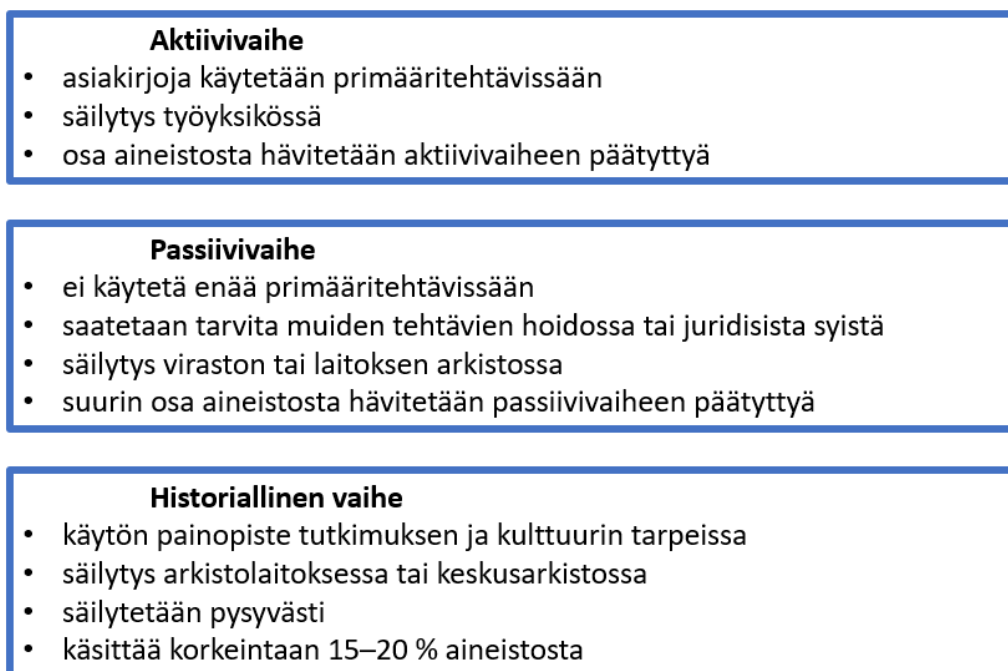 Aktiivivaihe
• asiakirjoja käytetään primääritehtävissään
• säilytys työyksikössä
• osa aineistosta hävitetään aktiivivaiheen päätyttyä
Passiivivaihe
• ei käytetä enää primääritehtävissään
• saatetaan tarvita muiden tehtävien hoidossa tai juridisista syistä
• säilytys viraston tai laitoksen arkistossa
• suurin osa aineistosta hävitetään passiivivaiheen päätyttyä
Historiallinen vaihe
• käytön painopiste tutkimuksen ja kulttuurin tarpeissa
• säilytys arkistolaitoksessa tai keskusarkistossa
• säilytetään pysyvästi
• käsittää korkeintaan 15–20 % aineistosta